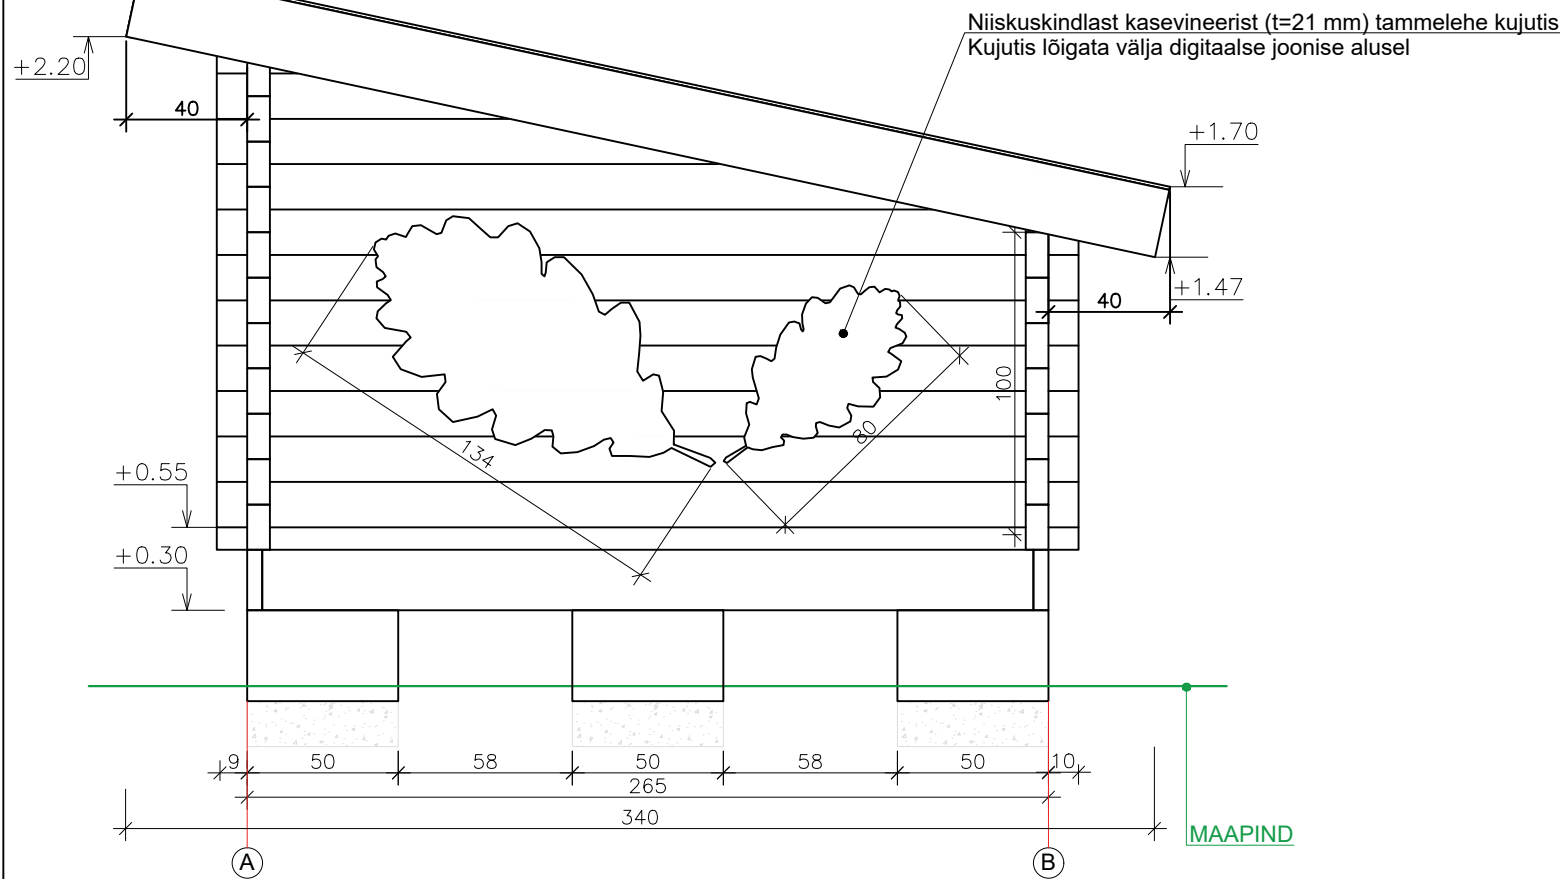 Niiskuskindlast kasevineerist (t=21 mm) tammelehe kujutis
Kujutis lõigata välja digitaalse joonise alusel
+2.20
40
+1.70
+1.47
40
100
80
134
+0.55
+0.30
9 50 58 50 58 50 10
265
340
MAAPIND
A B